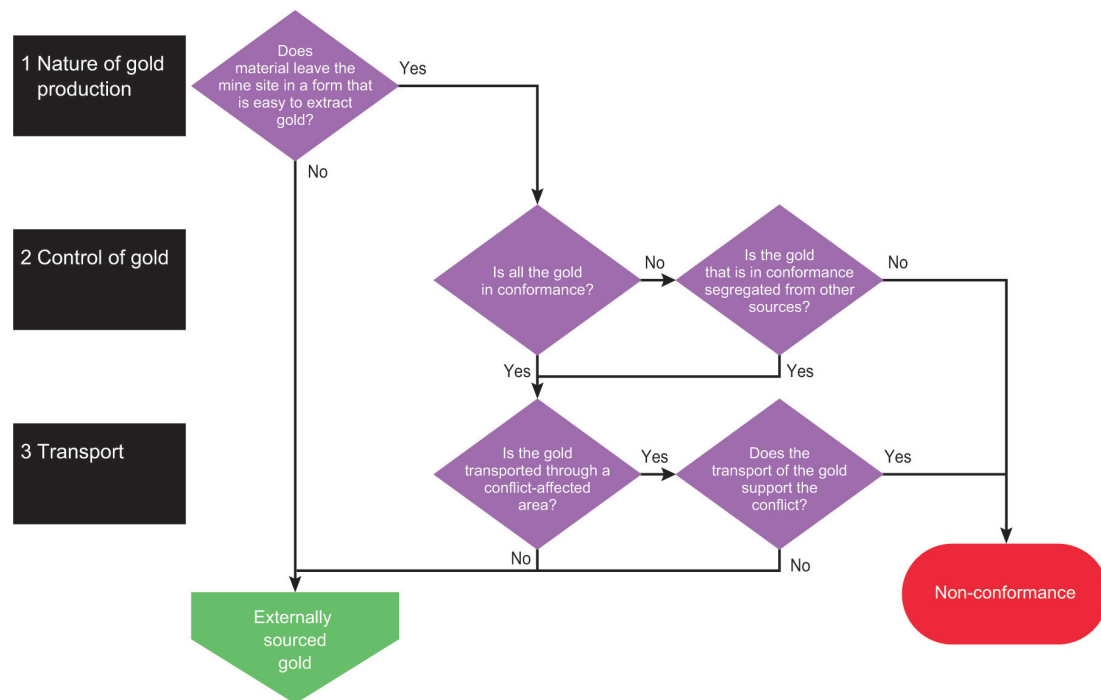 1 Nature of gold
production
Does
material leave the
mine site in a form that
is easy to extract
gold?
Yes
No
2 Control of gold
Is all the gold
in conformance?
No
Is the gold
that is in conformance
segregated from other
sources?
No
Yes
Yes
3 Transport
Is the gold
transported through a
conflict-affected
area?
Yes
Does the
transport of the gold
support the
conflict?
Yes
No
No
Externally
sourced
gold
Non-conformance